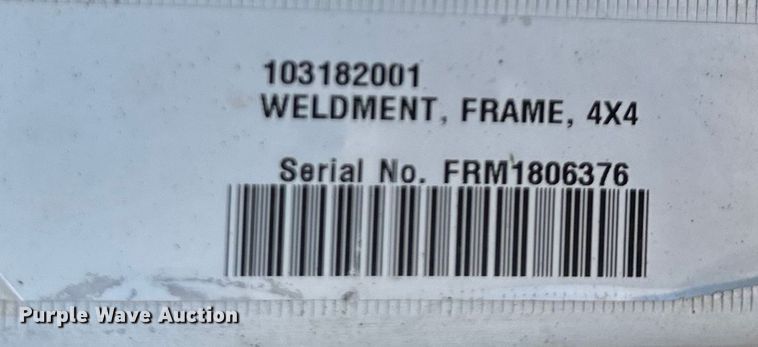 103182001
WELDMENT, FRAME, 4X4
Serial No. FRM1806376
Purple Wave Auction